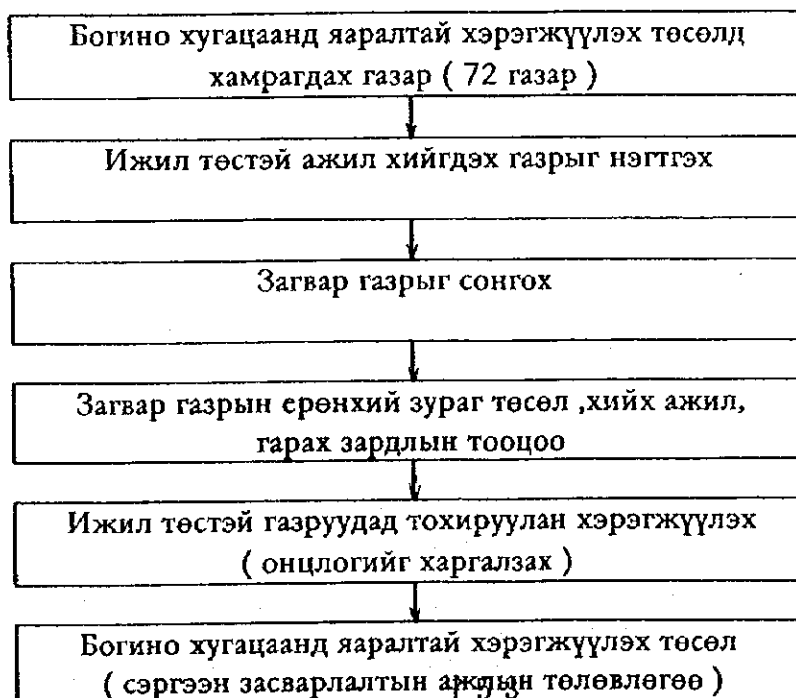 Богино хугацаанд яаралтай хэрэгжүүлэх төсөлд
хамрагдах газар ( 72 газар )
Ижил төстэй ажил хийгдэх газрыг нэгтгэх
Загвар газрыг сонгох
Загвар газрын ерөнхий зураг төсөл ,хийх ажил,
гарах зардлын тооцоо
Ижил төстэй газруудад тохируулан хэрэгжүүлэх
( онцлогийг харгалзах )
Богино хугацаанд яаралтай хэрэгжүүлэх төсөл
( сэргээн засварлалтын төлөвлөгөө )